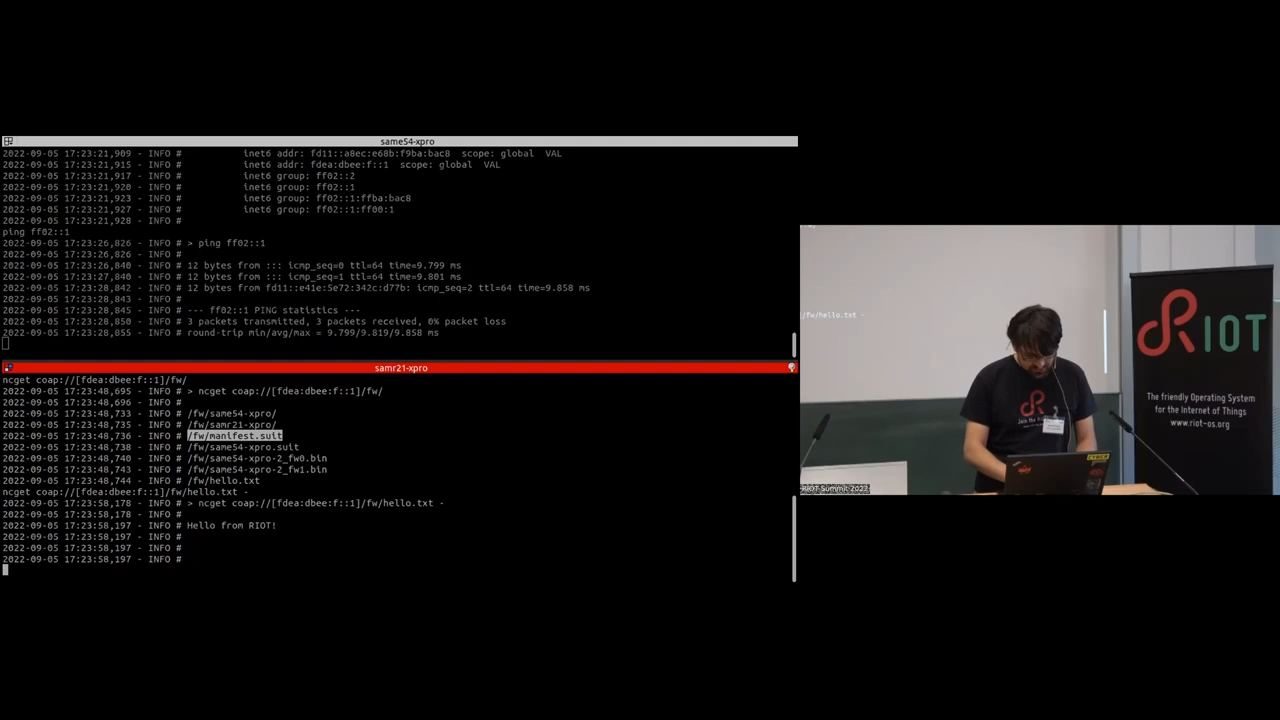 same54-xpro
2022-09-05 17:23:21,909 - INFO # inet6 addr: fd11::a8ec:e68b:f9ba:bac8 scope: global VAL
2022-09-05 17:23:21,915 - INFO # inet6 addr: fdea:dbee:f::1 scope: global VAL
2022-09-05 17:23:21,917 - INFO # inet6 group: ff02::2
2022-09-05 17:23:21,920 - INFO # inet6 group: ff02::1
2022-09-05 17:23:21,923 - INFO # inet6 group: ff02::1:ffba:bac8
2022-09-05 17:23:21,927 - INFO # inet6 group: ff02::1:ff00:1
2022-09-05 17:23:21,928 - INFO #
ping ff02::1
2022-09-05 17:23:26,826 - INFO # > ping ff02::1
2022-09-05 17:23:26,826 - INFO #
2022-09-05 17:23:26,840 - INFO # 12 bytes from ::: icmp_seq=0 ttl=64 time=9.799 ms
2022-09-05 17:23:27,840 - INFO # 12 bytes from ::: icmp_seq=1 ttl=64 time=9.801 ms
2022-09-05 17:23:28,842 - INFO # 12 bytes from fd11::e41e:5e72:342c:d77b: icmp_seq=2 ttl=64 time=9.858 ms
2022-09-05 17:23:28,843 - INFO #
2022-09-05 17:23:28,845 - INFO # --- ff02::1 PING statistics ---
2022-09-05 17:23:28,850 - INFO # 3 packets transmitted, 3 packets received, 0% packet loss
2022-09-05 17:23:28,855 - INFO # round-trip min/avg/max = 9.799/9.819/9.858 ms
samr21-xpro
ncget coap://[fdea:dbee:f::1]/fw/
2022-09-05 17:23:48,695 - INFO # > ncget coap://[fdea:dbee:f::1]/fw/
2022-09-05 17:23:48,696 - INFO #
2022-09-05 17:23:48,733 - INFO # /fw/same54-xpro/
2022-09-05 17:23:48,735 - INFO # /fw/samr21-xpro/
2022-09-05 17:23:48,736 - INFO # /fw/manifest.suit
2022-09-05 17:23:48,738 - INFO # /fw/same54-xpro.suit
2022-09-05 17:23:48,740 - INFO # /fw/same54-xpro-2_fw0.bin
2022-09-05 17:23:48,743 - INFO # /fw/same54-xpro-2_fw1.bin
2022-09-05 17:23:48,744 - INFO # /fw/hello.txt
ncget coap://[fdea:dbee:f::1]/fw/hello.txt -
2022-09-05 17:23:58,178 - INFO # > ncget coap://[fdea:dbee:f::1]/fw/hello.txt -
2022-09-05 17:23:58,178 - INFO #
2022-09-05 17:23:58,197 - INFO # Hello from RIOT!
2022-09-05 17:23:58,197 - INFO #
2022-09-05 17:23:58,197 - INFO #
2022-09-05 17:23:58,197 - INFO #
/fw/hello.txt -
RIOT
The friendly Operating System
for the Internet of Things
www.riot-os.org
RIOT Summit 2022